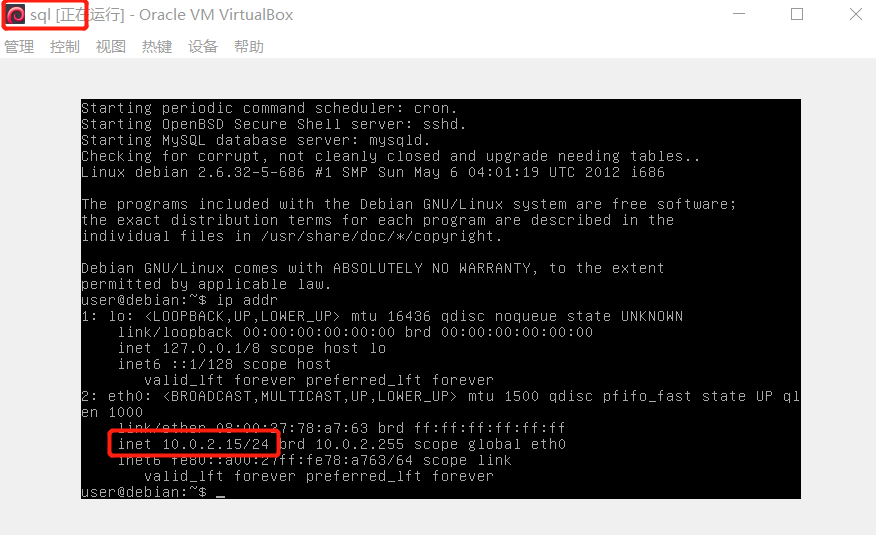 sql [正在运行] - Oracle VM VirtualBox
管理 控制 视图 热键 设备 帮助
Starting periodic command scheduler: cron.
Starting OpenBSD Secure Shell server: sshd.
Starting MySQL database server: mysqld.
Checking for corrupt, not cleanly closed and upgrade needing tables..
Linux debian 2.6.32-5-686 #1 SMP Sun May 6 04:01:19 UTC 2012 i686
The programs included with the Debian GNU/Linux system are free software;
the exact distribution terms for each program are described in the
individual files in /usr/share/doc/*/copyright.
Debian GNU/Linux comes with ABSOLUTELY NO WARRANTY, to the extent
permitted by applicable law.
user@debian:~$ ip addr
1: lo: <LOOPBACK,UP,LOWER_UP> mtu 16436 qdisc noqueue state UNKNOWN
link/loopback 00:00:00:00:00:00 brd 00:00:00:00:00:00
inet 127.0.0.1/8 scope host lo
inet6 ::1/128 scope host
valid_lft forever preferred_lft forever
2: eth0: <BROADCAST,MULTICAST,UP,LOWER_UP> mtu 1500 qdisc pfifo_fast state UP ql
en 1000
link/ether 08:00:27:78:a7:63 brd ff:ff:ff:ff:ff:ff
inet 10.0.2.15/24 brd 10.0.2.255 scope global eth0
inet6 fe80::a00:27ff:fe78:a763/64 scope link
valid_lft forever preferred_lft forever
user@debian:~$ _